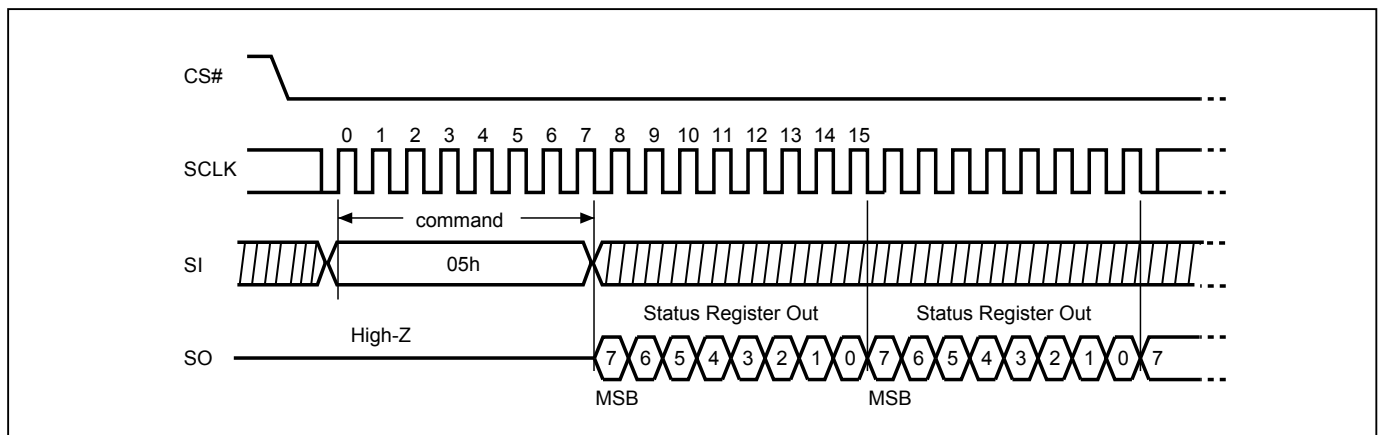 CS#
0 1 2 3 4 5 6 7 8 9 10 11 12 13 14 15
SCLK
command
SI
05h
Status Register Out Status Register Out
High-Z
SO
7 6 5 4 3 2 1 0 7 6 5 4 3 2 1 0 7
MSB MSB